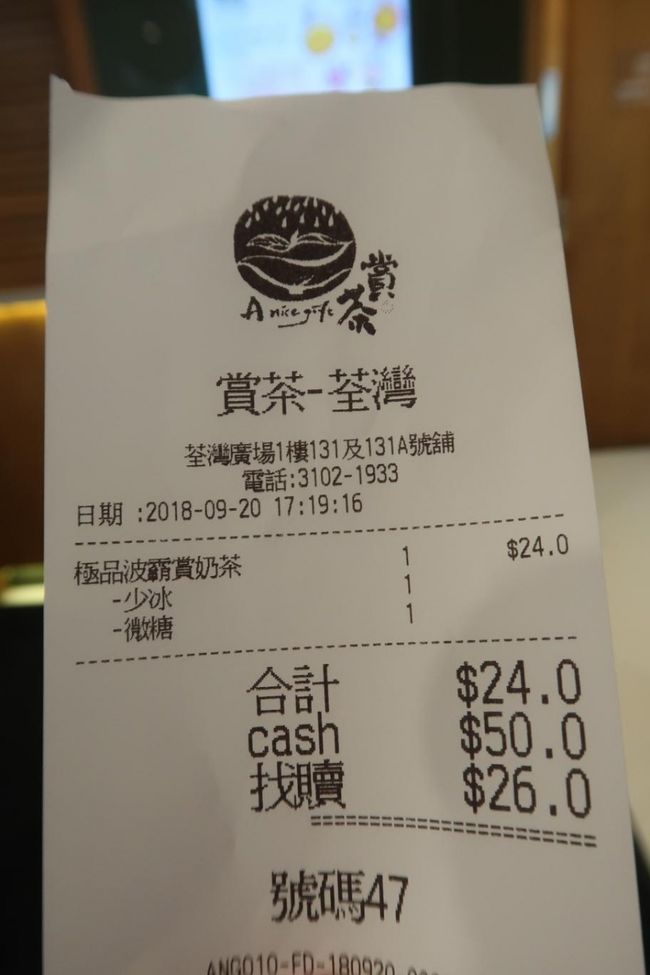 A nice gift 賞茶
賞茶-荃灣
荃灣廣場1樓131及131A號舖
電話:3102-1933
日期 :2018-09-20 17:19:16
極品波霸賞奶茶 1 $24.0
-少冰 1
-微糖 1
合計 $24.0
cash $50.0
找贖 $26.0
號碼47
ANG010-FD-180920